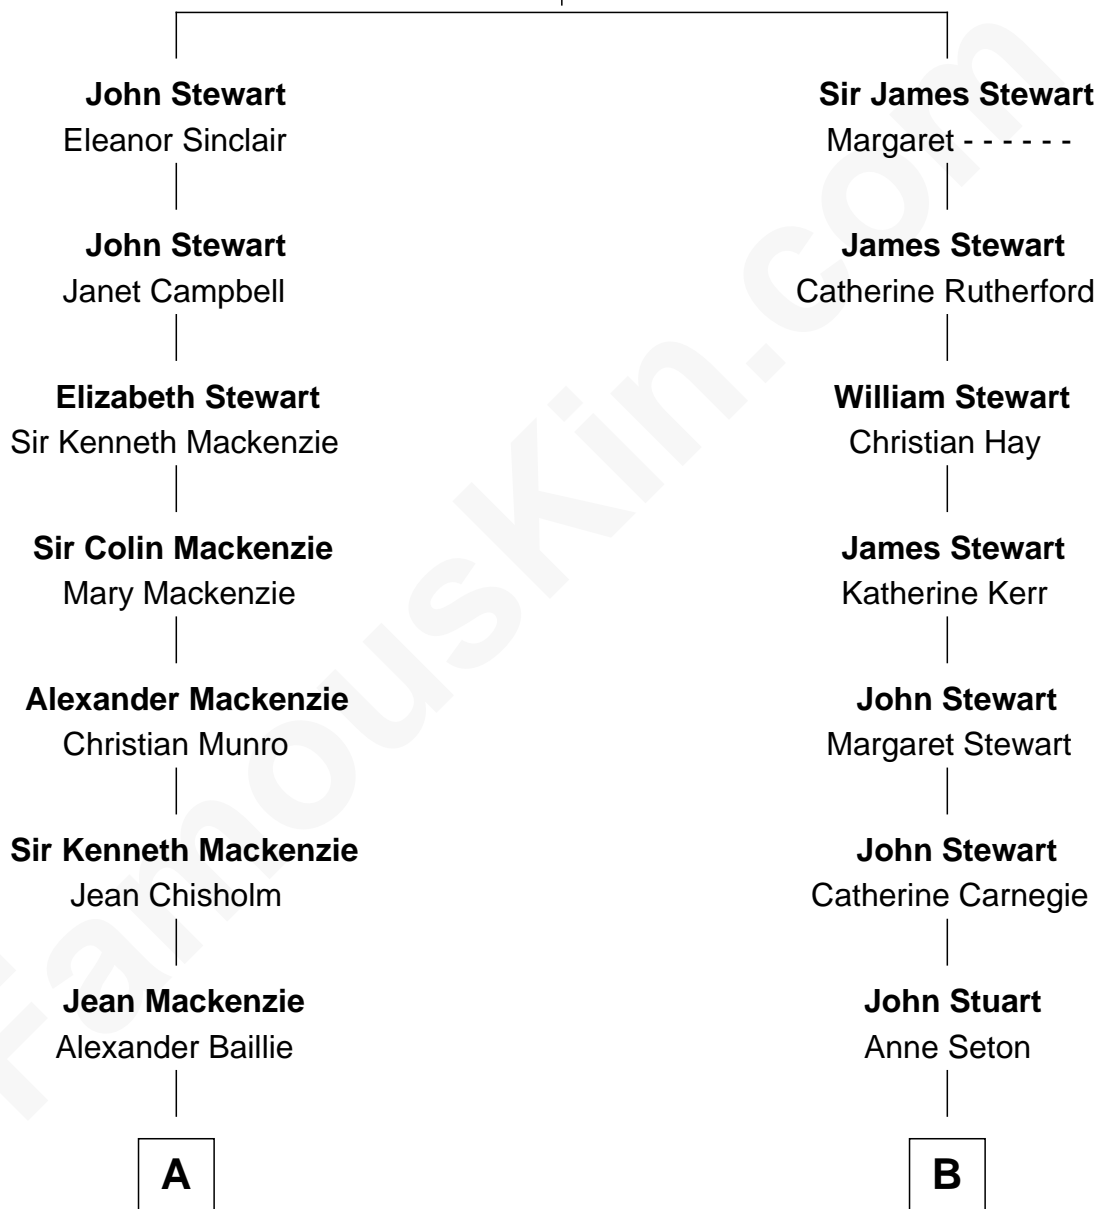 John Stewart
Eleanor Sinclair
John Stewart
Janet Campbell
Elizabeth Stewart
Sir Kenneth Mackenzie
Sir Colin Mackenzie
Mary Mackenzie
Alexander Mackenzie
Christian Munro
Sir Kenneth Mackenzie
Jean Chisholm
Jean Mackenzie
Alexander Baillie
A
Sir James Stewart
Margaret - - - - - -
James Stewart
Catherine Rutherford
William Stewart
Christian Hay
James Stewart
Katherine Kerr
John Stewart
Margaret Stewart
John Stewart
Catherine Carnegie
John Stuart
Anne Seton
B
FamousKin.com